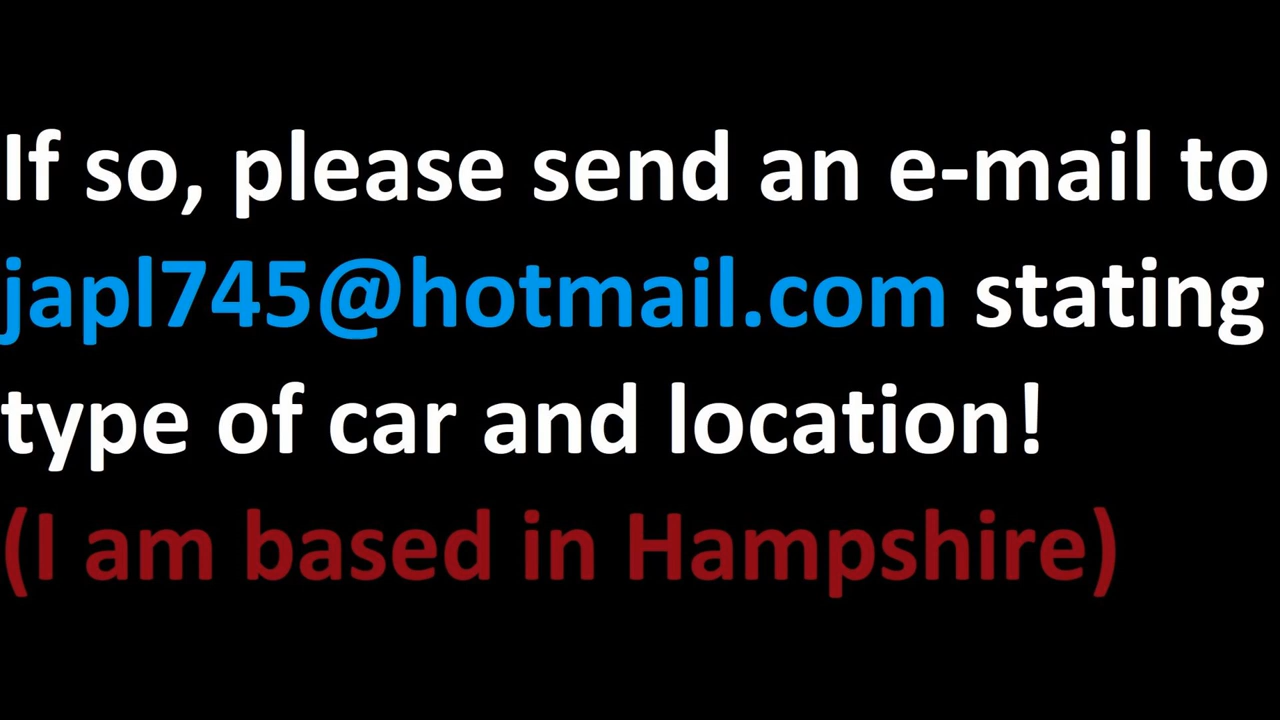 If so, please send an e-mail to
japl745@hotmail.com stating
type of car and location!
(I am based in Hampshire)